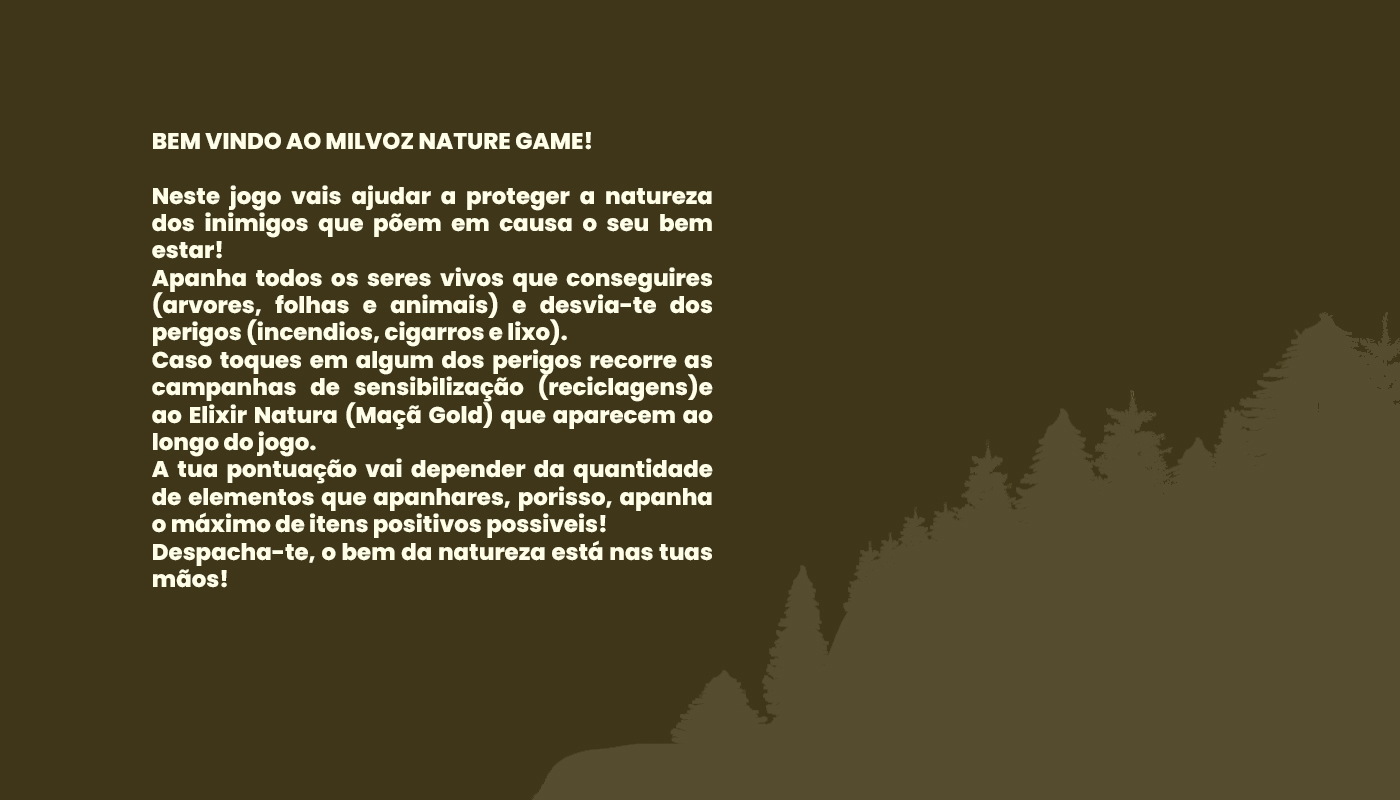 BEM VINDO AO MILVOZ NATURE GAME!
Neste jogo vais ajudar a proteger a natureza
dos inimigos que põem em causa o seu bem
estar!
Apanha todos os seres vivos que conseguires
(arvores, folhas e animais) e desvia-te dos
perigos (incendios, cigarros e lixo).
Caso toques em algum dos perigos recorre as
campanhas de sensibilização (reciclagens)e
ao Elixir Natura (Maçã Gold) que aparecem ao
longo do jogo.
A tua pontuação vai depender da quantidade
de elementos que apanhares, porisso, apanha
o máximo de itens positivos possiveis!
Despacha-te, o bem da natureza está nas tuas
mãos!